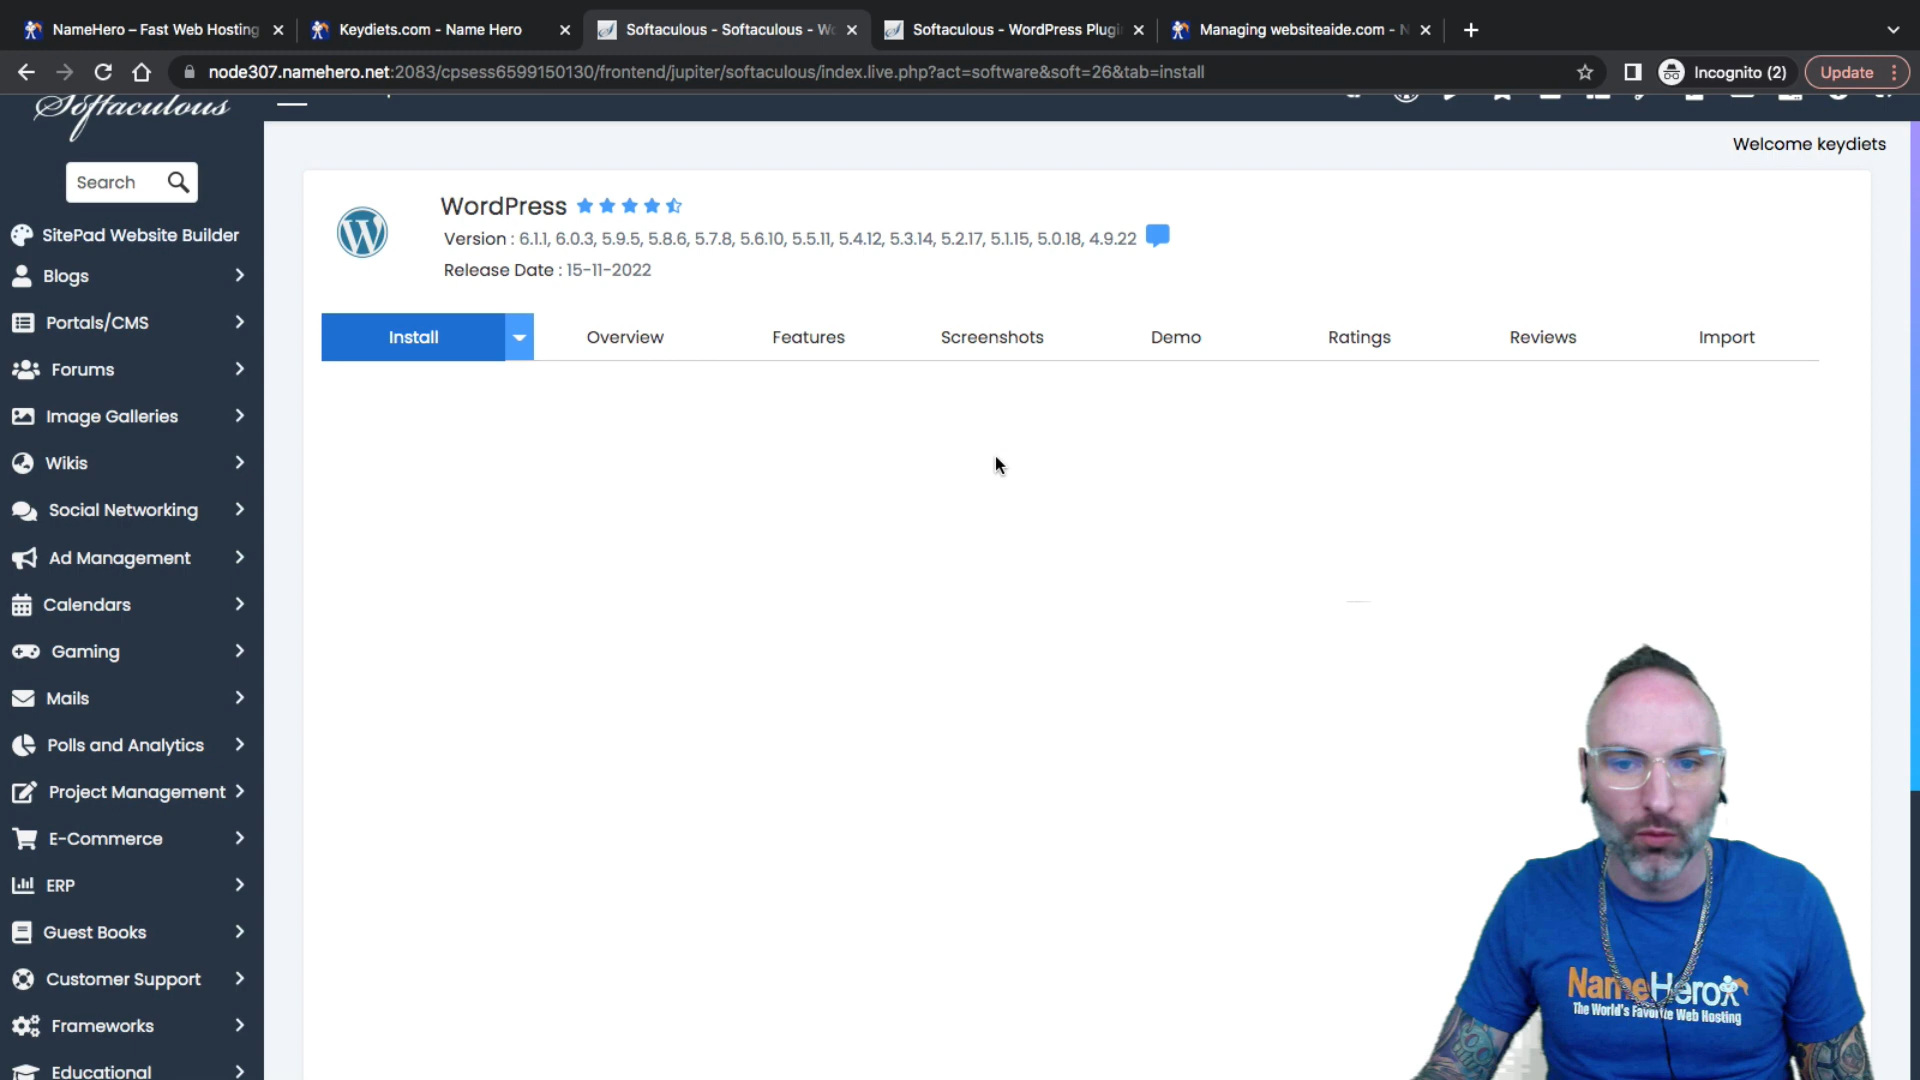 NameHero – Fast Web Hosting
Keydiets.com - Name Hero
Softaculous - Softaculous - Wo
Softaculous - WordPress Plugi
Managing websiteaide.com - N
node307.namehero.net:2083/cpsess6599150130/frontend/jupiter/softaculous/index.live.php?act=software&soft=26&tab=install
Incognito (2)
Update
Softaculous
Welcome keydiets
Search
SitePad Website Builder
Blogs
Portals/CMS
Forums
Image Galleries
Wikis
Social Networking
Ad Management
Calendars
Gaming
Mails
Polls and Analytics
Project Management
E-Commerce
ERP
Guest Books
Customer Support
Frameworks
Educational
WordPress
Version : 6.1.1, 6.0.3, 5.9.5, 5.8.6, 5.7.8, 5.6.10, 5.5.11, 5.4.12, 5.3.14, 5.2.17, 5.1.15, 5.0.18, 4.9.22
Release Date : 15-11-2022
Install
Overview
Features
Screenshots
Demo
Ratings
Reviews
Import
NameHero
The World's Favorite Web Hosting